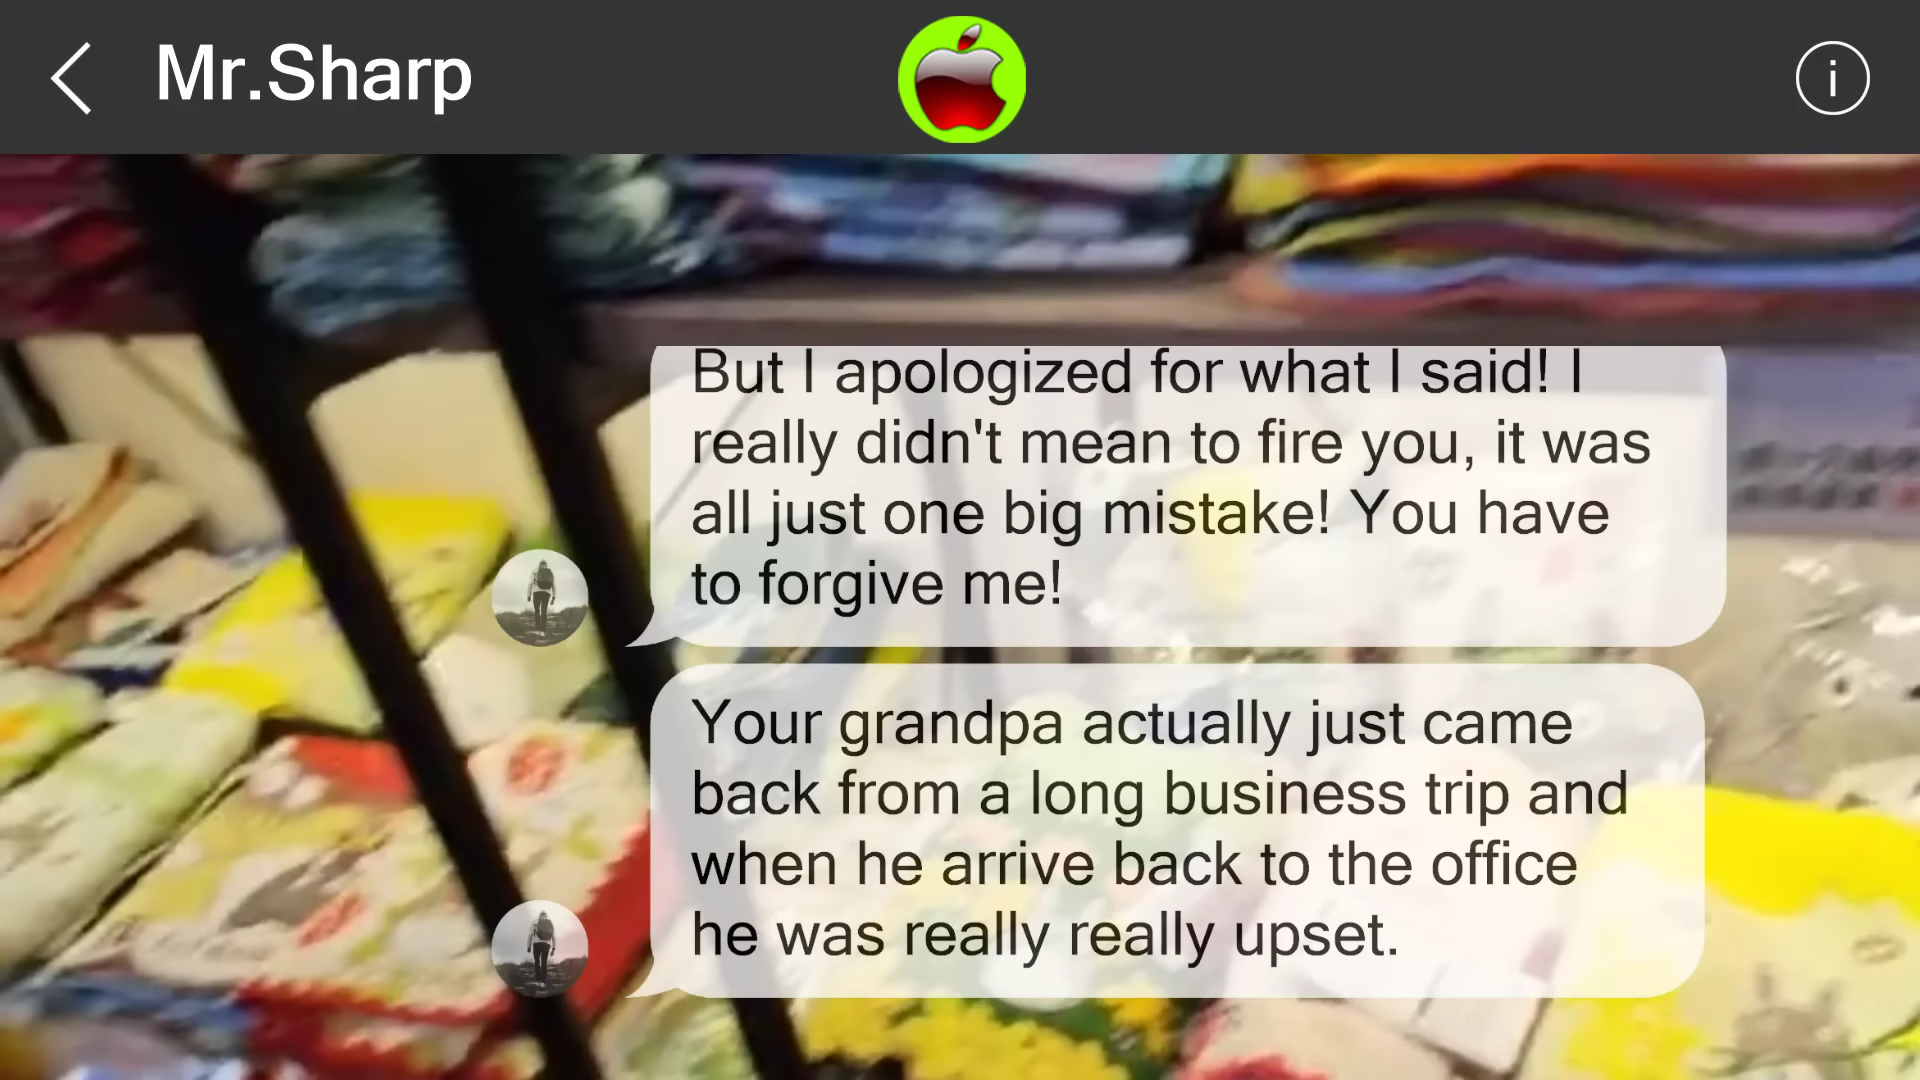 Mr.Sharp
But I apologized for what I said! I
really didn't mean to fire you, it was
all just one big mistake! You have
to forgive me!
Your grandpa actually just came
back from a long business trip and
when he arrive back to the office
he was really really upset.